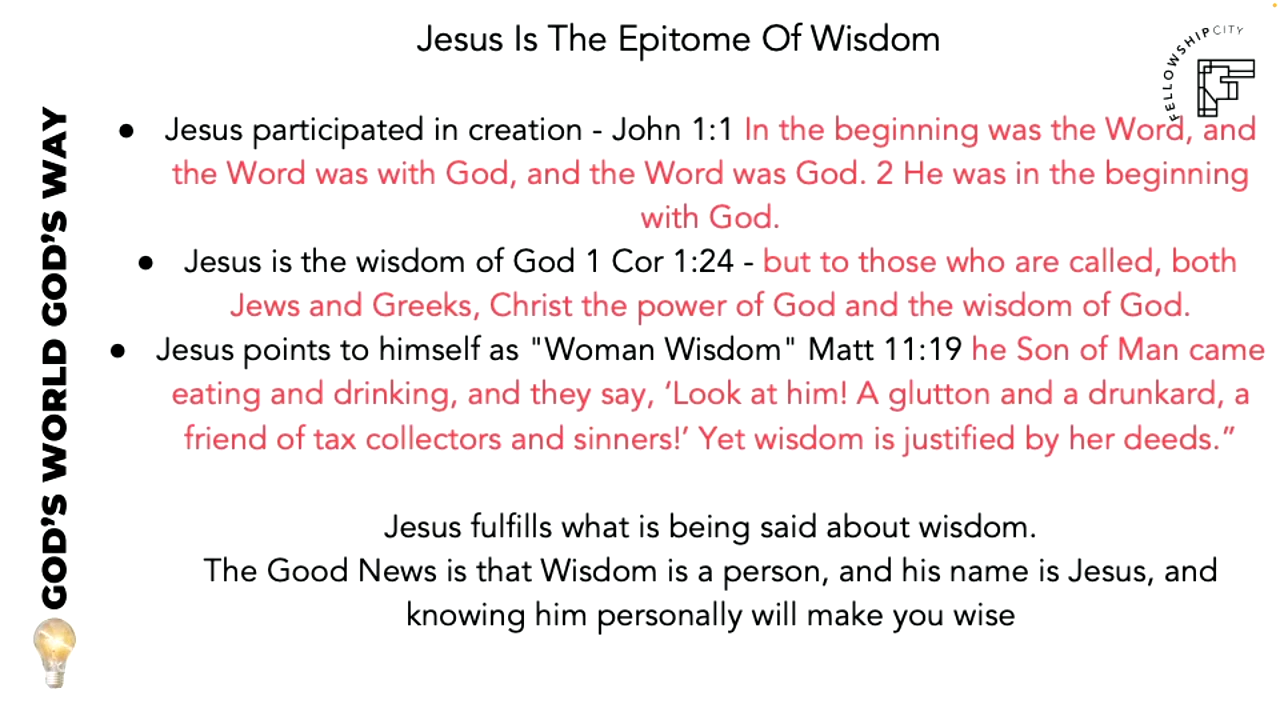 Jesus Is The Epitome Of Wisdom
FELLOWSHIPCITY
GOD'S WORLD GOD'S WAY
● Jesus participated in creation - John 1:1 In the beginning was the Word, and
the Word was with God, and the Word was God. 2 He was in the beginning
with God.
● Jesus is the wisdom of God 1 Cor 1:24 - but to those who are called, both
Jews and Greeks, Christ the power of God and the wisdom of God.
● Jesus points to himself as "Woman Wisdom" Matt 11:19 he Son of Man came
eating and drinking, and they say, ‘Look at him! A glutton and a drunkard, a
friend of tax collectors and sinners!’ Yet wisdom is justified by her deeds.”
Jesus fulfills what is being said about wisdom.
The Good News is that Wisdom is a person, and his name is Jesus, and
knowing him personally will make you wise